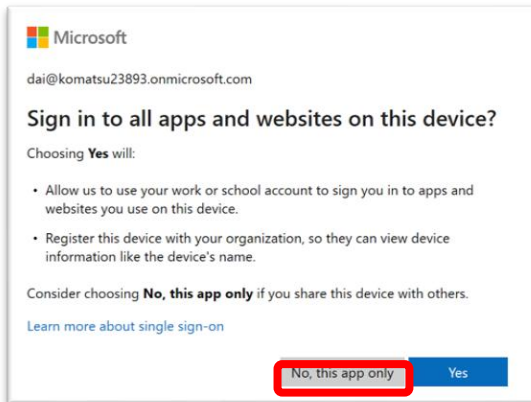 Microsoft
dai@komatsu23893.onmicrosoft.com
Sign in to all apps and websites on this device?
Choosing Yes will:
• Allow us to use your work or school account to sign you in to apps and
websites you use on this device.
• Register this device with your organization, so they can view device
information like the device's name.
Consider choosing No, this app only if you share this device with others.
Learn more about single sign-on
No, this app only
Yes